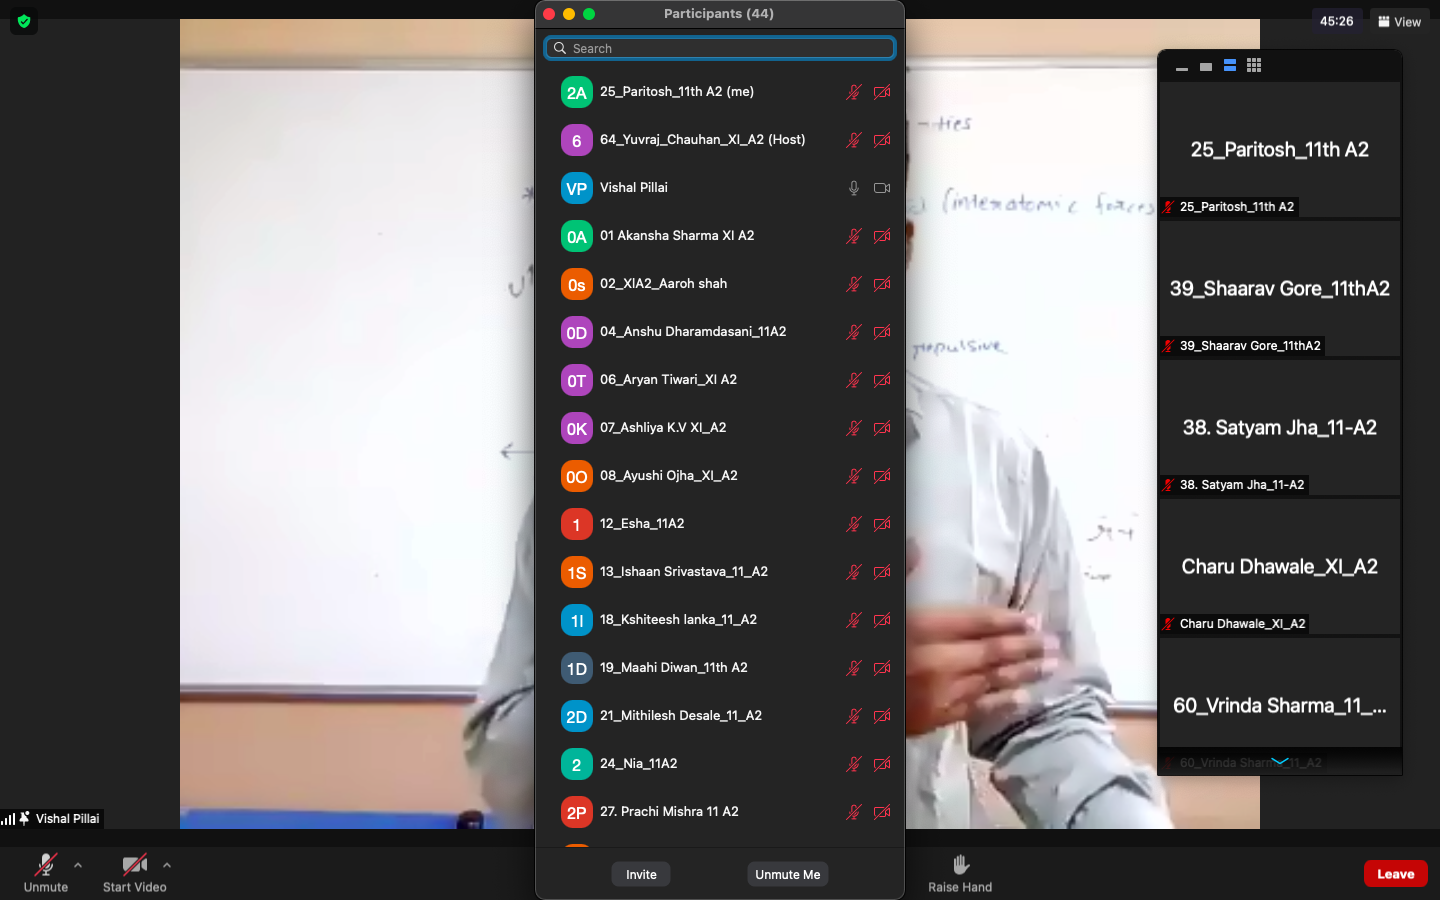 Participants (44)
45:26
View
Search
2A 25_Paritosh_11th A2 (me)
6 64_Yuvraj_Chauhan_XI_A2 (Host)
VP Vishal Pillai
0A 01 Akansha Sharma XI A2
0s 02_XIA2_Aaroh shah
0D 04_Anshu Dharamdasani_11A2
0T 06_Aryan Tiwari_XI A2
0K 07_Ashliya K.V XI_A2
0O 08_Ayushi Ojha_XI_A2
1 12_Esha_11A2
1S 13_Ishaan Srivastava_11_A2
1l 18_Kshiteesh lanka_11_A2
1D 19_Maahi Diwan_11th A2
2D 21_Mithilesh Desale_11_A2
2 24_Nia_11A2
2P 27. Prachi Mishra 11 A2
Invite
Unmute Me
-ties
(interatomic forces
repulsive
25_Paritosh_11th A2
25_Paritosh_11th A2
39_Shaarav Gore_11thA2
39_Shaarav Gore_11thA2
38. Satyam Jha_11-A2
38. Satyam Jha_11-A2
Charu Dhawale_XI_A2
Charu Dhawale_XI_A2
60_Vrinda Sharma_11_...
60_Vrinda Sharma_11_A2
Vishal Pillai
Unmute
Start Video
Raise Hand
Leave